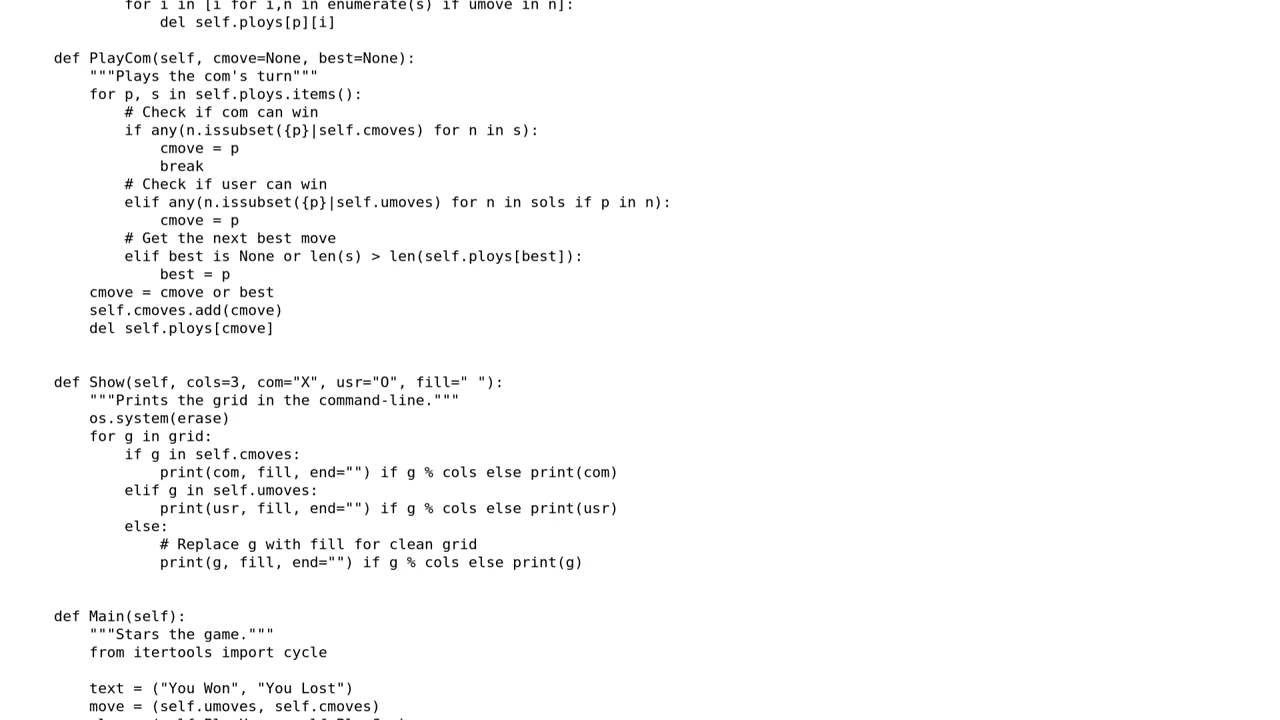 for i in [i for i,n in enumerate(s) if umove in n]:
del self.ploys[p][i]
def PlayCom(self, cmove=None, best=None):
"""Plays the com's turn"""
for p, s in self.ploys.items():
# Check if com can win
if any(n.issubset({p}|self.cmoves) for n in s):
cmove = p
break
# Check if user can win
elif any(n.issubset({p}|self.umoves) for n in sols if p in n):
cmove = p
# Get the next best move
elif best is None or len(s) > len(self.ploys[best]):
best = p
cmove = cmove or best
self.cmoves.add(cmove)
del self.ploys[cmove]
def Show(self, cols=3, com="X", usr="O", fill=" "):
"""Prints the grid in the command-line."""
os.system(erase)
for g in grid:
if g in self.cmoves:
print(com, fill, end="") if g % cols else print(com)
elif g in self.umoves:
print(usr, fill, end="") if g % cols else print(usr)
else:
# Replace g with fill for clean grid
print(g, fill, end="") if g % cols else print(g)
def Main(self):
"""Stars the game."""
from itertools import cycle
text = ("You Won", "You Lost")
move = (self.umoves, self.cmoves)